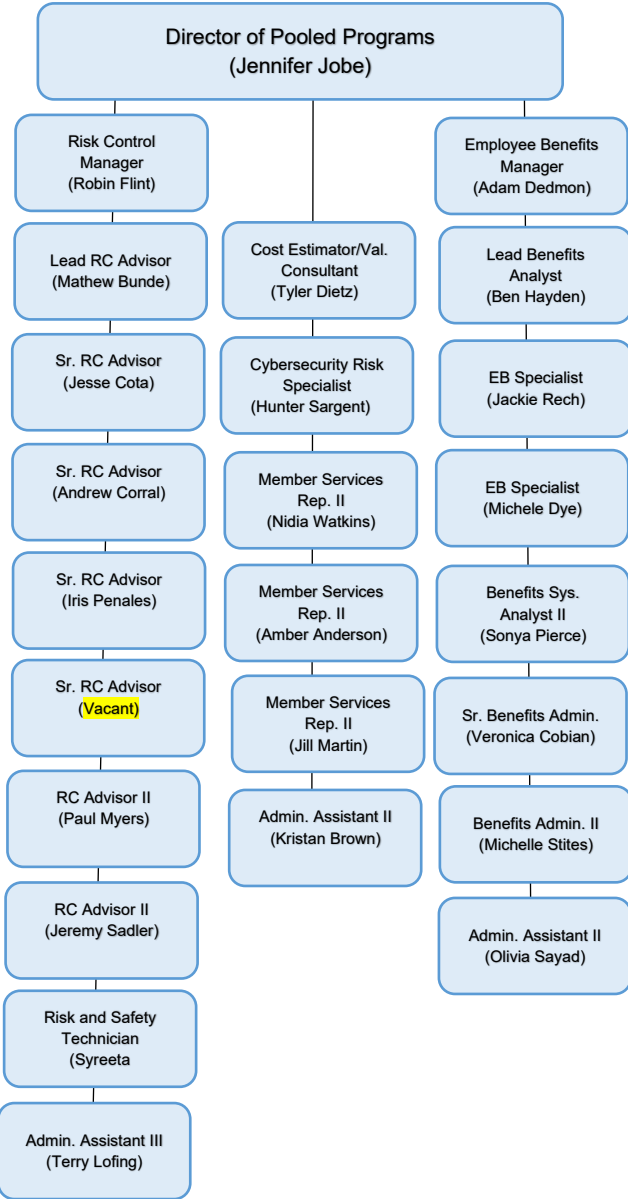 Director of Pooled Programs
(Jennifer Jobe)
Risk Control
Manager
(Robin Flint)
Lead RC Advisor
(Mathew Bunde)
Sr. RC Advisor
(Jesse Cota)
Sr. RC Advisor
(Andrew Corral)
Sr. RC Advisor
(Iris Penales)
Sr. RC Advisor
(Vacant)
RC Advisor II
(Paul Myers)
RC Advisor II
(Jeremy Sadler)
Risk and Safety
Technician
(Syreeta
Admin. Assistant III
(Terry Lofing)
Cost Estimator/Val.
Consultant
(Tyler Dietz)
Cybersecurity Risk
Specialist
(Hunter Sargent)
Member Services
Rep. II
(Nidia Watkins)
Member Services
Rep. II
(Amber Anderson)
Member Services
Rep. II
(Jill Martin)
Admin. Assistant II
(Kristan Brown)
Employee Benefits
Manager
(Adam Dedmon)
Lead Benefits
Analyst
(Ben Hayden)
EB Specialist
(Jackie Rech)
EB Specialist
(Michele Dye)
Benefits Sys.
Analyst II
(Sonya Pierce)
Sr. Benefits Admin.
(Veronica Cobian)
Benefits Admin. II
(Michelle Stites)
Admin. Assistant II
(Olivia Sayad)